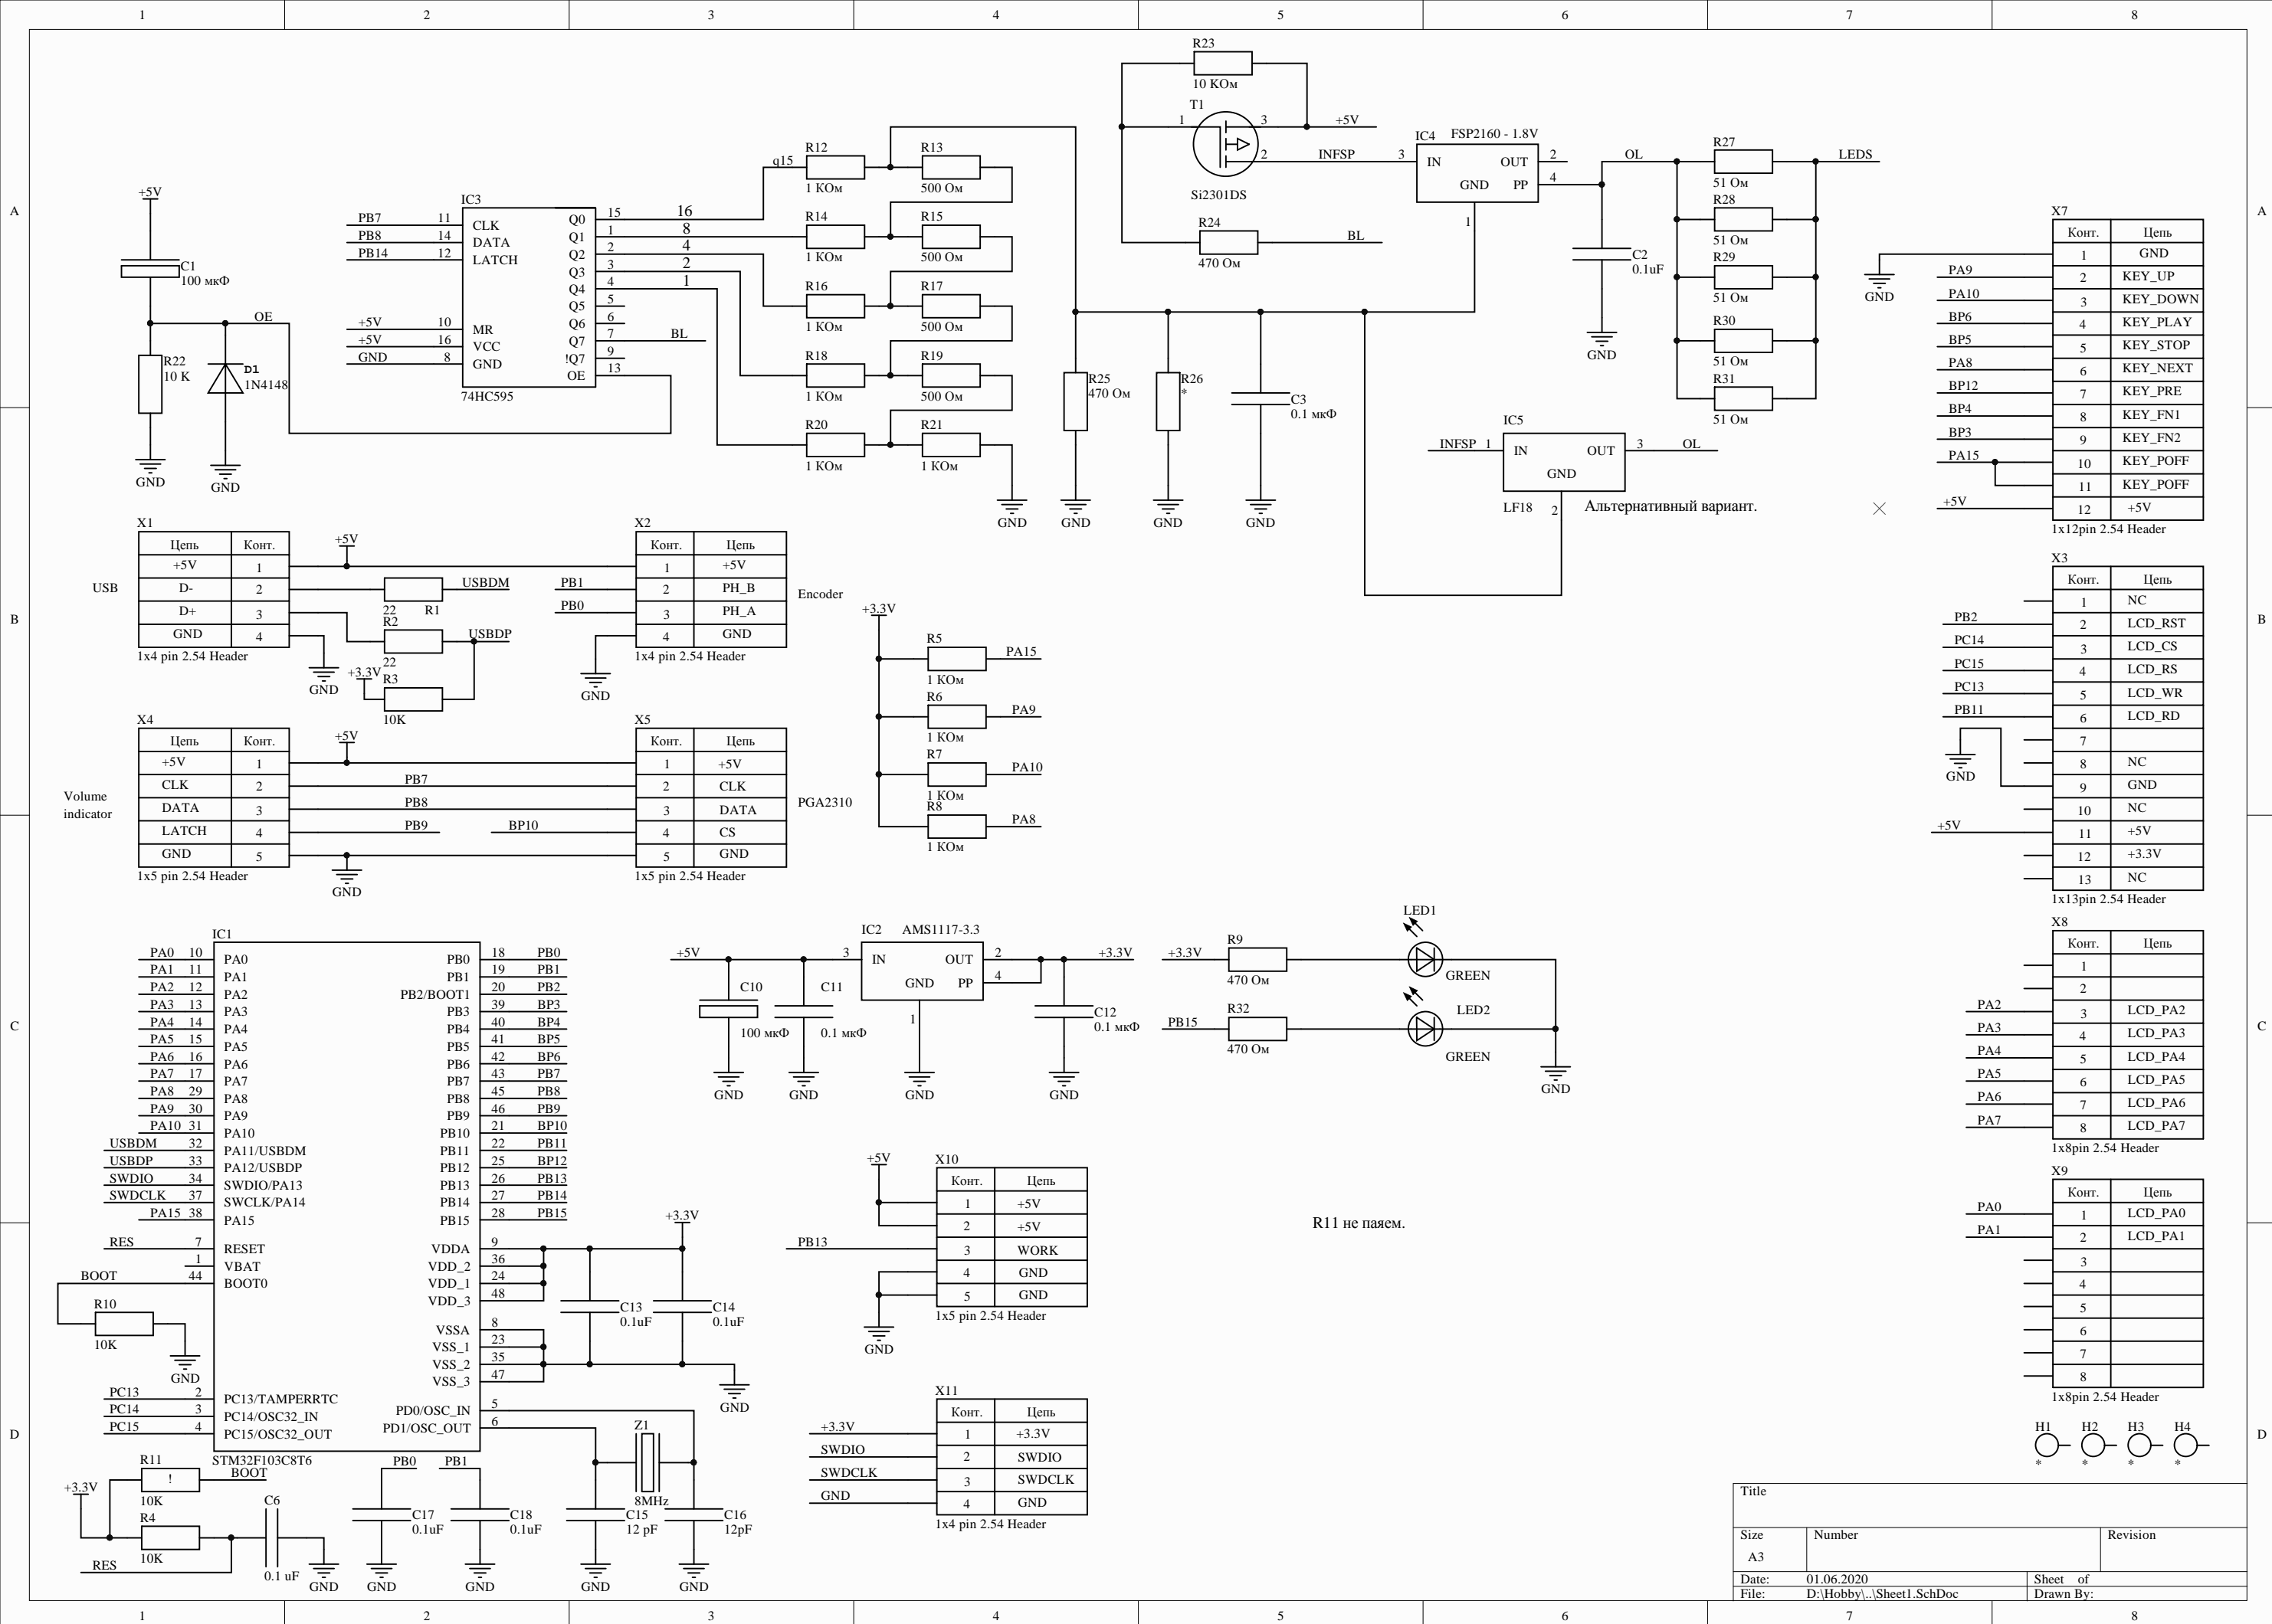 1 2 3 4 5 6 7 8
A
B
C
D
A
B
C
D
R23
10 KOм
T1
1
3
+5V
2
INFSP
Si2301DS
R24
470 Ом
BL
IC4
FSP2160 - 1.8V
3
IN
OUT
2
GND
PP
4
1
OL
R27
51 Ом
LEDS
R28
51 Ом
R29
51 Ом
R30
51 Ом
R31
51 Ом
C2
0.1uF
GND
+5V
C1
100 мкФ
OE
R22
10 K
D1
1N4148
GND
GND
IC3
PB7 11 CLK
PB8 14 DATA
PB14 12 LATCH
+5V 10 MR
+5V 16 VCC
GND 8 GND
Q0 15 16
Q1 1 8
Q2 2 4
Q3 3 2
Q4 4 1
Q5 5
Q6 6
Q7 7 BL
!Q7 9
OE 13
74HC595
q15
R12
1 КОм
R13
500 Ом
R14
1 КОм
R15
500 Ом
R16
1 КОм
R17
500 Ом
R18
1 КОм
R19
500 Ом
R20
1 КОм
R21
1 КОм
GND
R25
470 Ом
GND
R26
*
GND
C3
0.1 мкФ
GND
IC5
INFSP 1 IN
OUT 3 OL
GND
LF18
2
Альтернативный вариант.
X7
Конт. Цепь
1 GND
PA9 2 KEY_UP
PA10 3 KEY_DOWN
BP6 4 KEY_PLAY
BP5 5 KEY_STOP
PA8 6 KEY_NEXT
BP12 7 KEY_PRE
BP4 8 KEY_FN1
BP3 9 KEY_FN2
PA15 10 KEY_POFF
11 KEY_POFF
+5V 12 +5V
1x12pin 2.54 Header
GND
X1
Цепь Конт.
+5V 1
D- 2
D+ 3
GND 4
1x4 pin 2.54 Header
USB
+5V
USBDM
22 R1
R2
USBDP
22
+3.3V
R3
10K
GND
X2
Конт. Цепь
1 +5V
PB1 2 PH_B
PB0 3 PH_A
4 GND
1x4 pin 2.54 Header
Encoder
GND
+3.3V
R5
1 КОм
PA15
R6
1 КОм
PA9
R7
1 КОм
PA10
R8
1 КОм
PA8
X3
Конт. Цепь
1 NC
PB2 2 LCD_RST
PC14 3 LCD_CS
PC15 4 LCD_RS
PC13 5 LCD_WR
PB11 6 LCD_RD
7
8 NC
9 GND
10 NC
+5V 11 +5V
12 +3.3V
13 NC
1x13pin 2.54 Header
GND
X4
Цепь Конт.
+5V 1
CLK 2
DATA 3
LATCH 4
GND 5
1x5 pin 2.54 Header
Volume
indicator
+5V
PB7
PB8
PB9 BP10
GND
X5
Конт. Цепь
1 +5V
2 CLK
3 DATA
4 CS
5 GND
1x5 pin 2.54 Header
PGA2310
IC1
PA0 10 PA0
PA1 11 PA1
PA2 12 PA2
PA3 13 PA3
PA4 14 PA4
PA5 15 PA5
PA6 16 PA6
PA7 17 PA7
PA8 29 PA8
PA9 30 PA9
PA10 31 PA10
USBDM 32 PA11/USBDM
USBDP 33 PA12/USBDP
SWDIO 34 SWDIO/PA13
SWDCLK 37 SWCLK/PA14
PA15 38 PA15
RES 7 RESET
1 VBAT
BOOT 44 BOOT0
PC13 2 PC13/TAMPERRTC
PC14 3 PC14/OSC32_IN
PC15 4 PC15/OSC32_OUT
PB0 18 PB0
PB1 19 PB1
PB2/BOOT1 20 PB2
PB3 39 BP3
PB4 40 BP4
PB5 41 BP5
PB6 42 BP6
PB7 43 PB7
PB8 45 PB8
PB9 46 PB9
PB10 21 BP10
PB11 22 PB11
PB12 25 BP12
PB13 26 PB13
PB14 27 PB14
PB15 28 PB15
VDDA 9
VDD_2 36
VDD_1 24
VDD_3 48
VSSA 8
VSS_1 23
VSS_2 35
VSS_3 47
PD0/OSC_IN 5
PD1/OSC_OUT 6
STM32F103C8T6
R10
10K
GND
+3.3V
C13
0.1uF
C14
0.1uF
GND
IC2
AMS1117-3.3
+5V
3 IN
OUT 2
GND PP 4
1
+3.3V
C10
100 мкФ
C11
0.1 мкФ
C12
0.1 мкФ
GND
GND
GND
GND
+3.3V
R9
470 Ом
LED1
GREEN
PB15
R32
470 Ом
LED2
GREEN
GND
X8
Конт. Цепь
1
2
PA2 3 LCD_PA2
PA3 4 LCD_PA3
PA4 5 LCD_PA4
PA5 6 LCD_PA5
PA6 7 LCD_PA6
PA7 8 LCD_PA7
1x8pin 2.54 Header
X10
Конт. Цепь
+5V
1 +5V
2 +5V
PB13 3 WORK
4 GND
5 GND
1x5 pin 2.54 Header
GND
R11 не паяем.
X9
Конт. Цепь
PA0 1 LCD_PA0
PA1 2 LCD_PA1
3
4
5
6
7
8
1x8pin 2.54 Header
X11
Конт. Цепь
+3.3V 1 +3.3V
SWDIO 2 SWDIO
SWDCLK 3 SWDCLK
GND 4 GND
1x4 pin 2.54 Header
H1 H2 H3 H4
* * * *
R11
!
BOOT
10K
+3.3V
R4
10K
RES
C6
0.1 uF
GND
PB0
C17
0.1uF
GND
PB1
C18
0.1uF
GND
Z1
8MHz
C15
12 pF
GND
C16
12pF
GND
Title
Size Number Revision
A3
Date: 01.06.2020 Sheet of
File: D:\Hobby\..\Sheet1.SchDoc Drawn By:
1 2 3 4 5 6 7 8